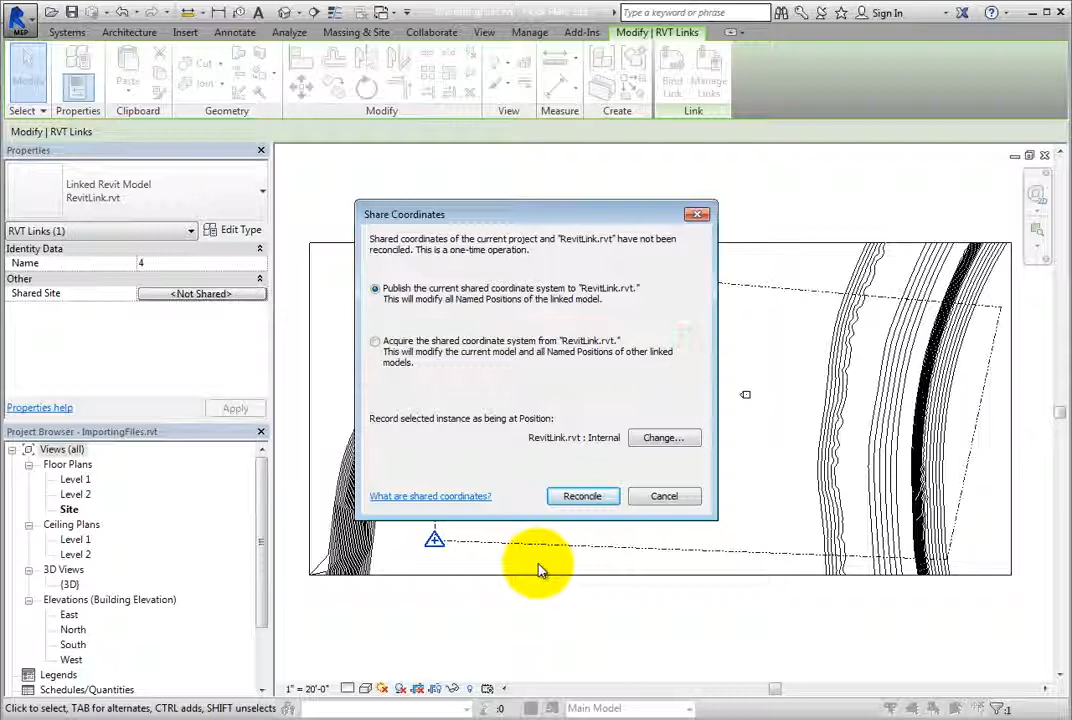 Type a keyword or phrase
Sign In
MEP
Systems
Architecture
Insert
Annotate
Analyze
Massing & Site
Collaborate
View
Manage
Add-Ins
Modify | RVT Links
Modify
Paste
Cut
Join
Bind
Link
Manage
Links
Select
Properties
Clipboard
Geometry
Modify
View
Measure
Create
Link
Modify | RVT Links
Properties
Linked Revit Model
RevitLink.rvt
RVT Links (1)
Edit Type
Identity Data
Name
4
Other
Shared Site
<Not Shared>
Properties help
Apply
Project Browser - ImportingFiles.rvt
Views (all)
Floor Plans
Level 1
Level 2
Site
Ceiling Plans
Level 1
Level 2
3D Views
{3D}
Elevations (Building Elevation)
East
North
South
West
Legends
Schedules/Quantities
Share Coordinates
Shared coordinates of the current project and "RevitLink.rvt" have not been
reconciled. This is a one-time operation.
Publish the current shared coordinate system to "RevitLink.rvt."
This will modify all Named Positions of the linked model.
Acquire the shared coordinate system from "RevitLink.rvt."
This will modify the current model and all Named Positions of other linked
models.
Record selected instance as being at Position:
RevitLink.rvt : Internal
Change...
What are shared coordinates?
Reconcile
Cancel
1" = 20'-0"
Click to select, TAB for alternates, CTRL adds, SHIFT unselects
:0
Main Model
:1